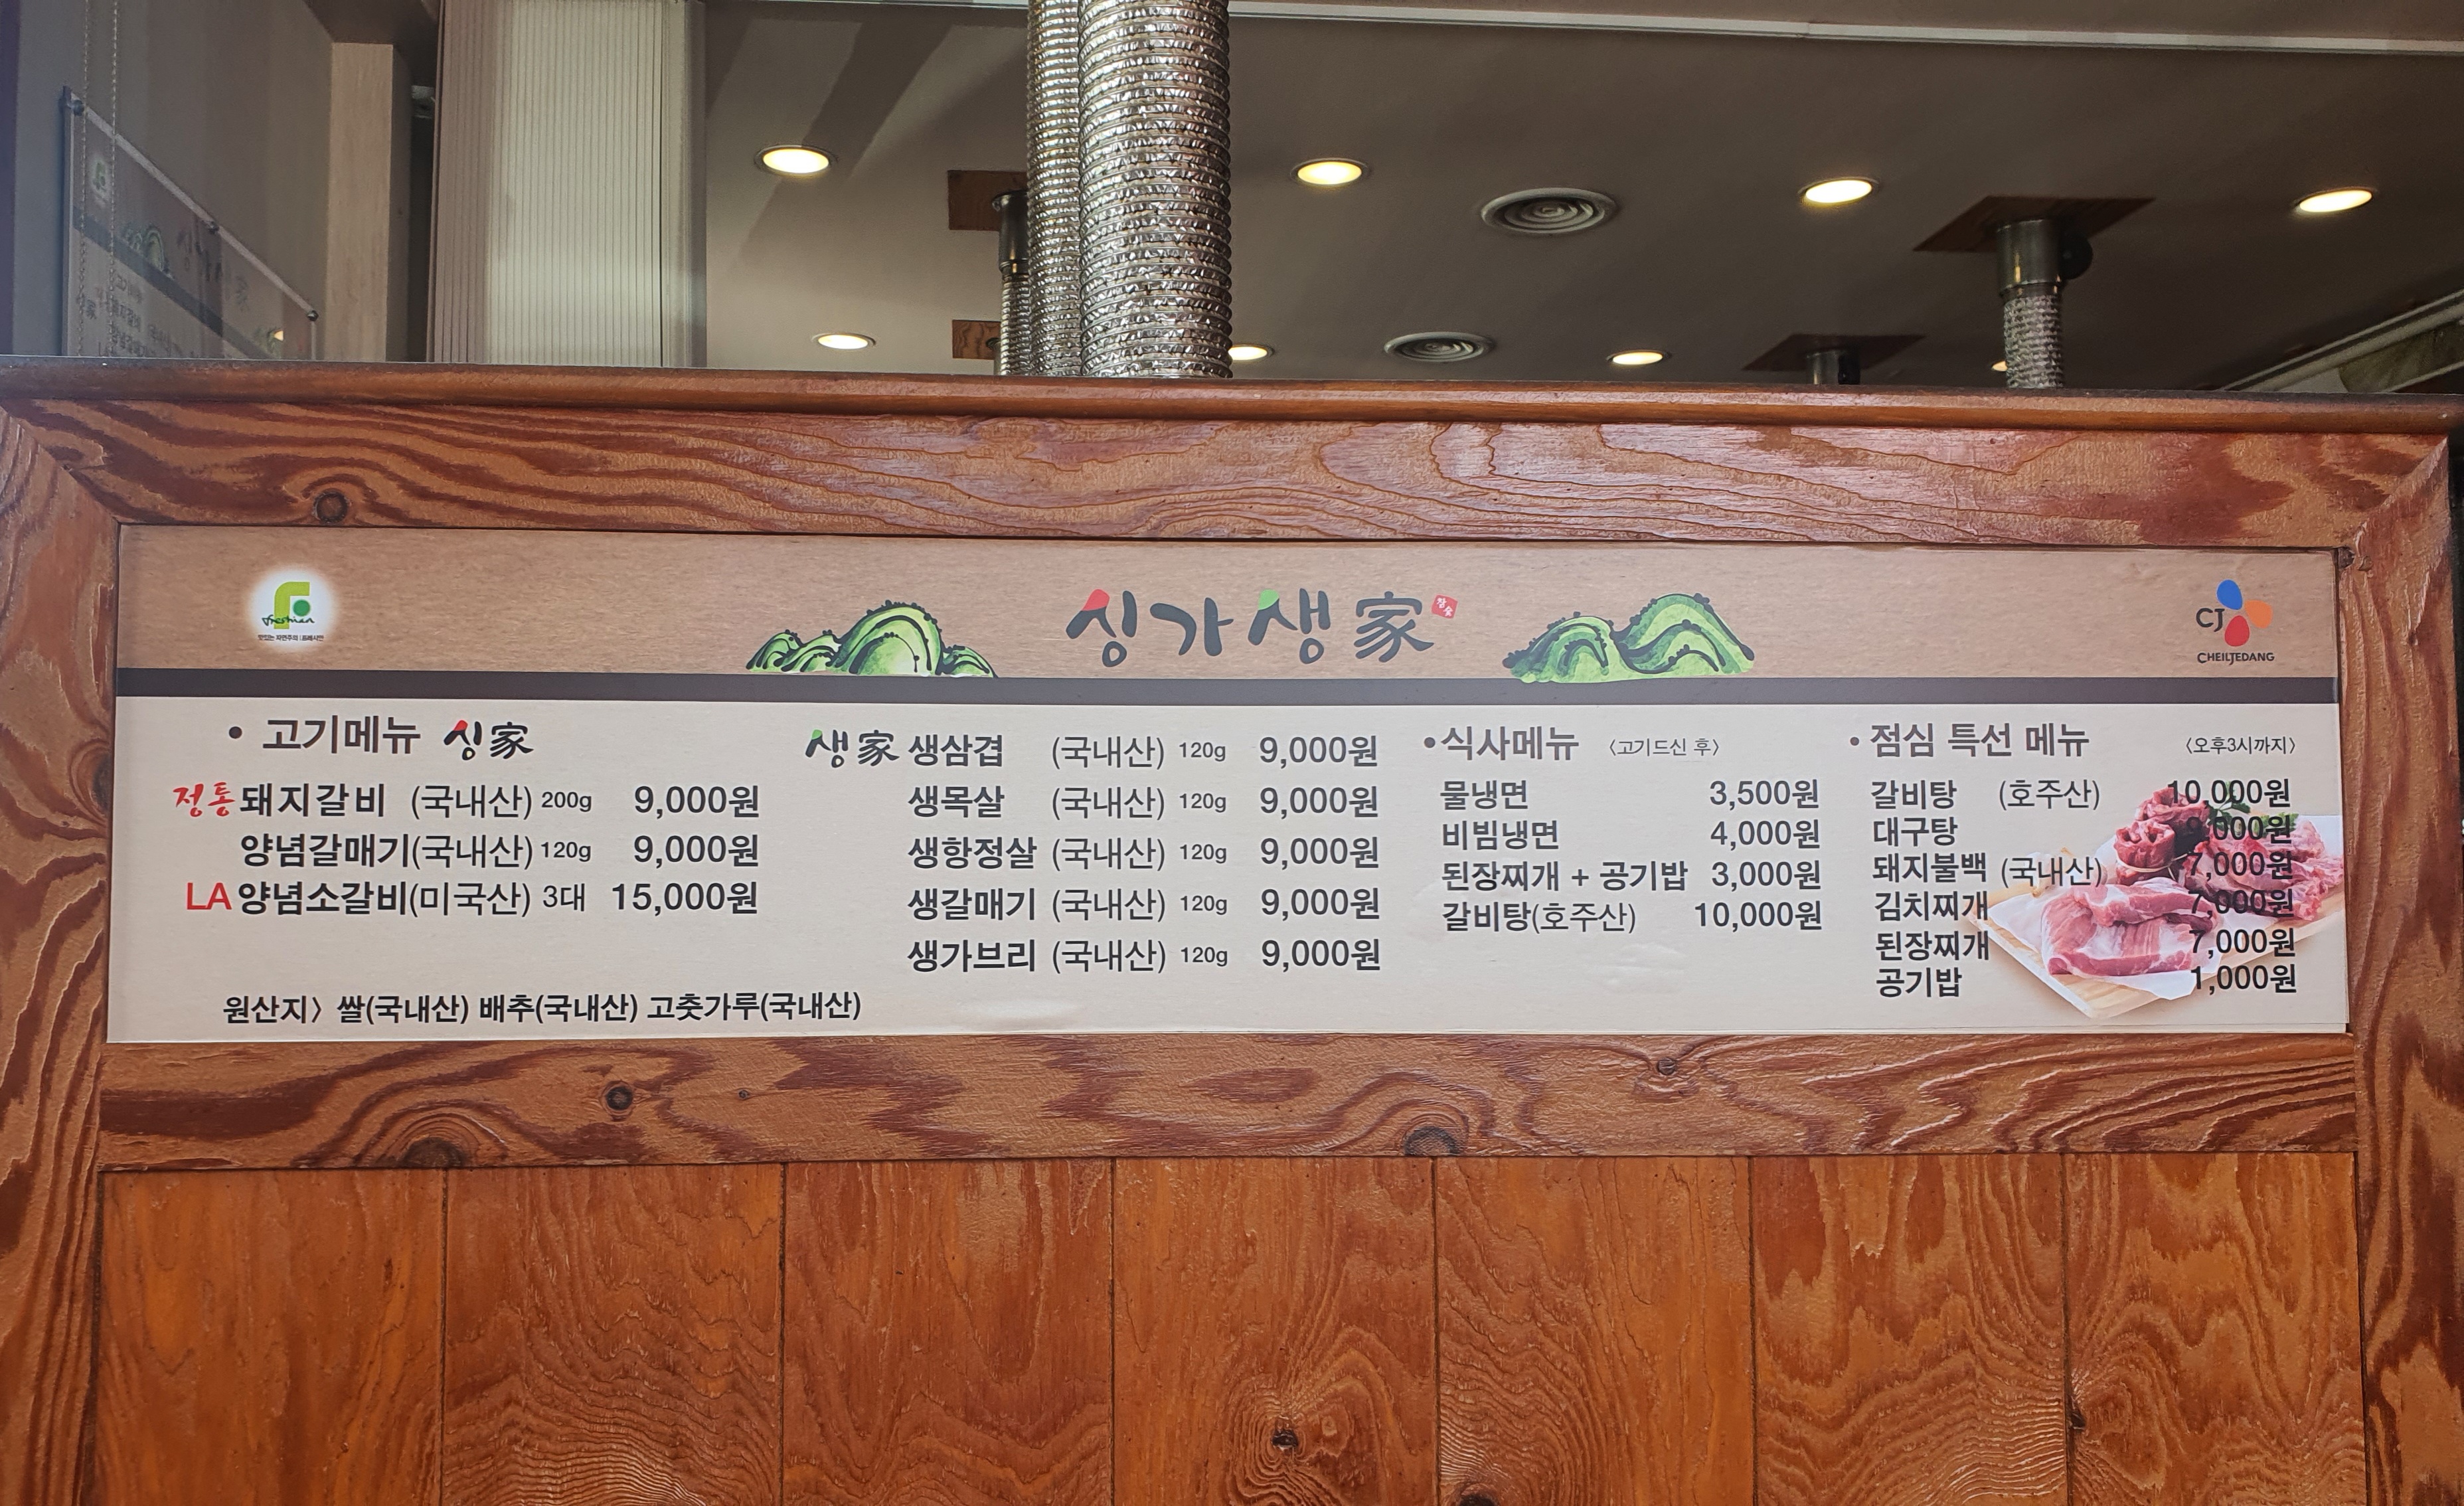 freshian
맛있는 자연주의 프레시안
싱가생家
CJ
CHEILJEDANG
• 고기메뉴 싱家
정통 돼지갈비 (국내산) 200g 9,000원
양념갈매기(국내산) 120g 9,000원
LA 양념소갈비(미국산) 3대 15,000원
생家 생삼겹 (국내산) 120g 9,000원
생목살 (국내산) 120g 9,000원
생항정살 (국내산) 120g 9,000원
생갈매기 (국내산) 120g 9,000원
생가브리 (국내산) 120g 9,000원
• 식사메뉴 〈고기드신 후〉
물냉면 3,500원
비빔냉면 4,000원
된장찌개 + 공기밥 3,000원
갈비탕(호주산) 10,000원
• 점심 특선 메뉴 〈오후3시까지〉
갈비탕 (호주산) 10,000원
대구탕 ,000원
돼지불백 (국내산) 7,000원
김치찌개 7,000원
된장찌개 7,000원
공기밥 1,000원
원산지〉 쌀(국내산) 배추(국내산) 고춧가루(국내산)